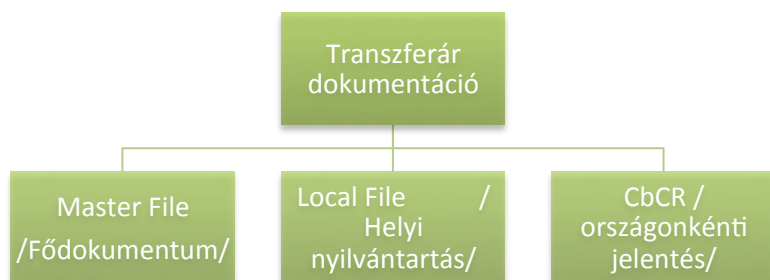 Transzferár
dokumentáció
Master File
/Fődokumentum/
Local File /
Helyi
nyilvántartás/
CbCR /
országonkénti
jelentés/